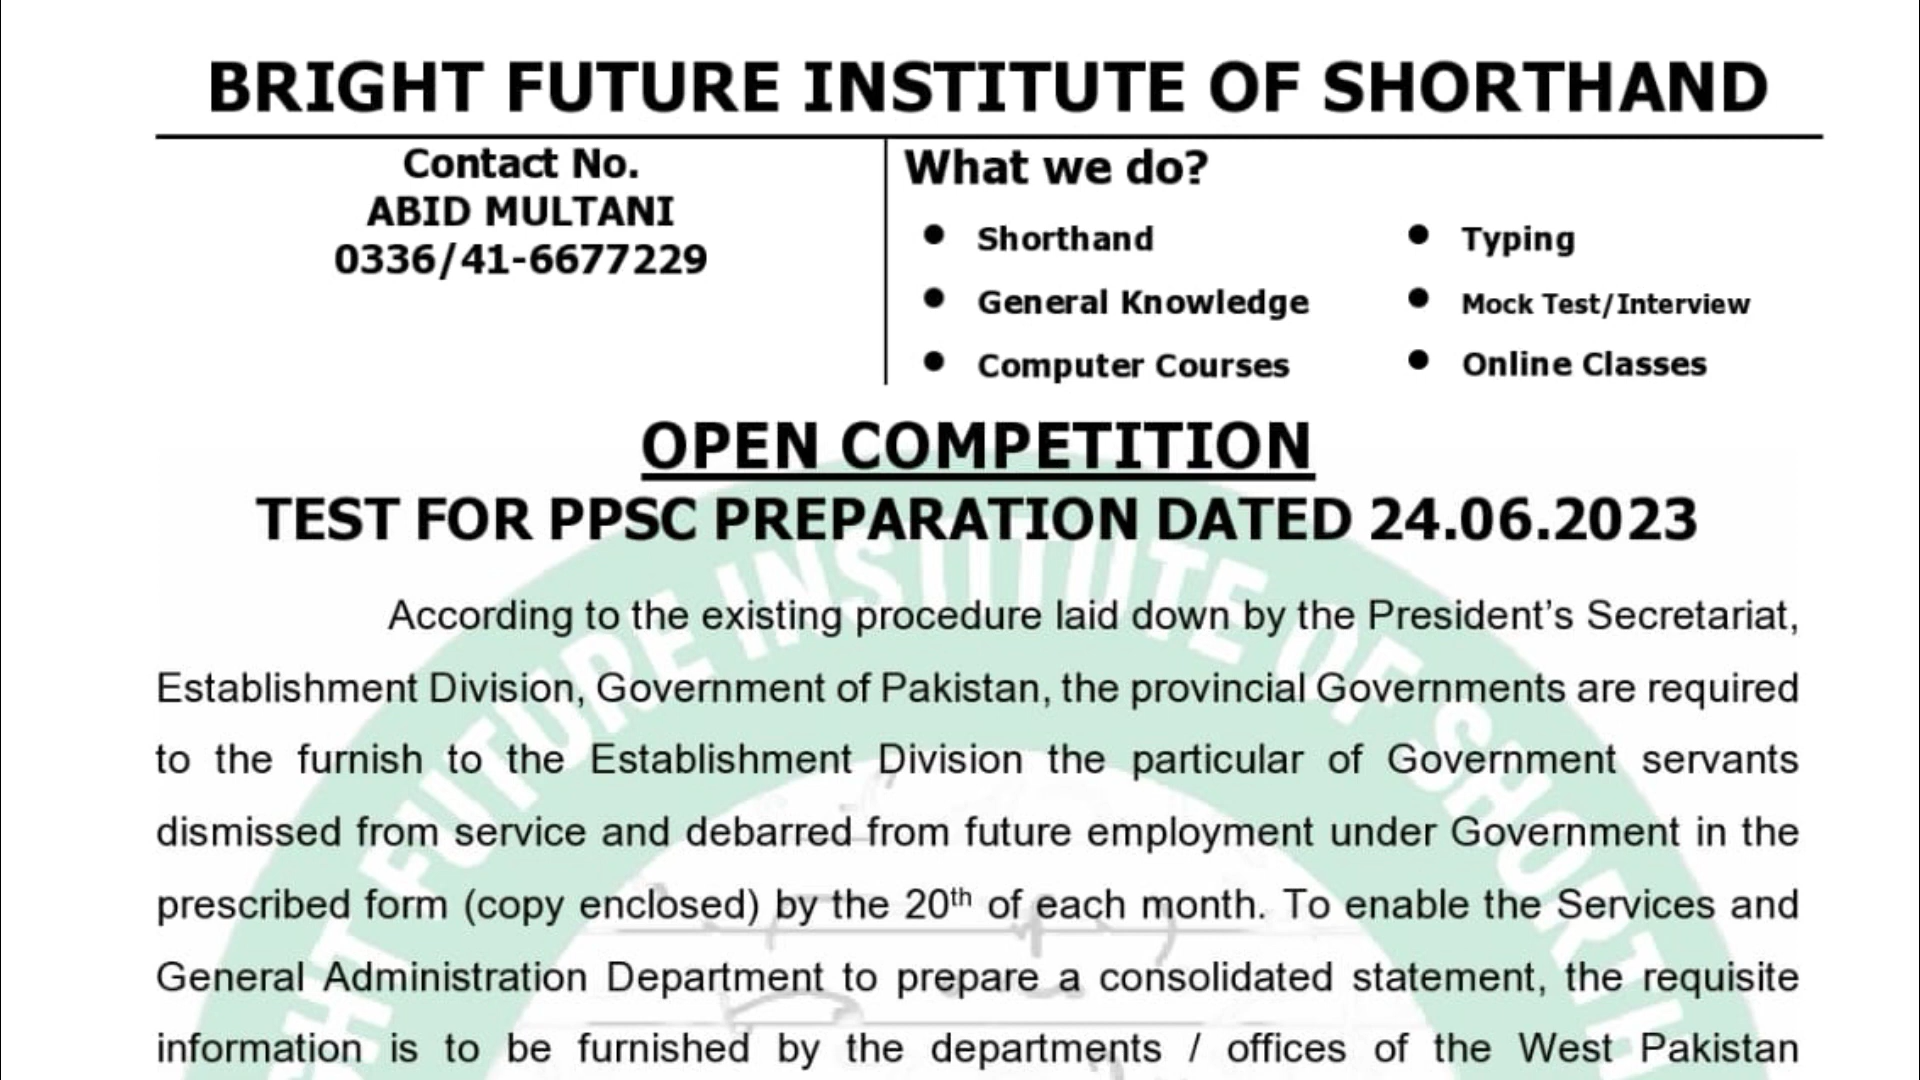 BRIGHT FUTURE INSTITUTE OF SHORTHAND
Contact No.
ABID MULTANI
0336/41-6677229
What we do?
● Shorthand
● General Knowledge
● Computer Courses
● Typing
● Mock Test/Interview
● Online Classes
OPEN COMPETITION
TEST FOR PPSC PREPARATION DATED 24.06.2023
According to the existing procedure laid down by the President’s Secretariat,
Establishment Division, Government of Pakistan, the provincial Governments are required
to the furnish to the Establishment Division the particular of Government servants
dismissed from service and debarred from future employment under Government in the
prescribed form (copy enclosed) by the 20th of each month. To enable the Services and
General Administration Department to prepare a consolidated statement, the requisite
information is to be furnished by the departments / offices of the West Pakistan
FUTURE INSTITUTE OF